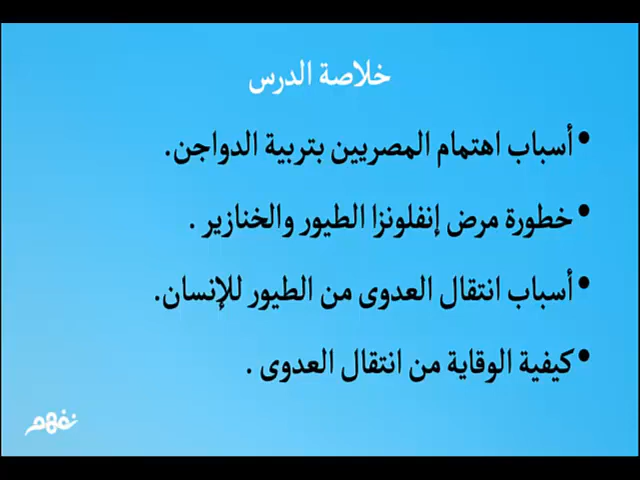 خلاصة الدرس
•أسباب اهتمام المصريين بتربية الدواجن.
•خطورة مرض إنفلونزا الطيور والخنازير .
•أسباب انتقال العدوى من الطيور للإنسان.
•كيفية الوقاية من انتقال العدوى .
نفهم